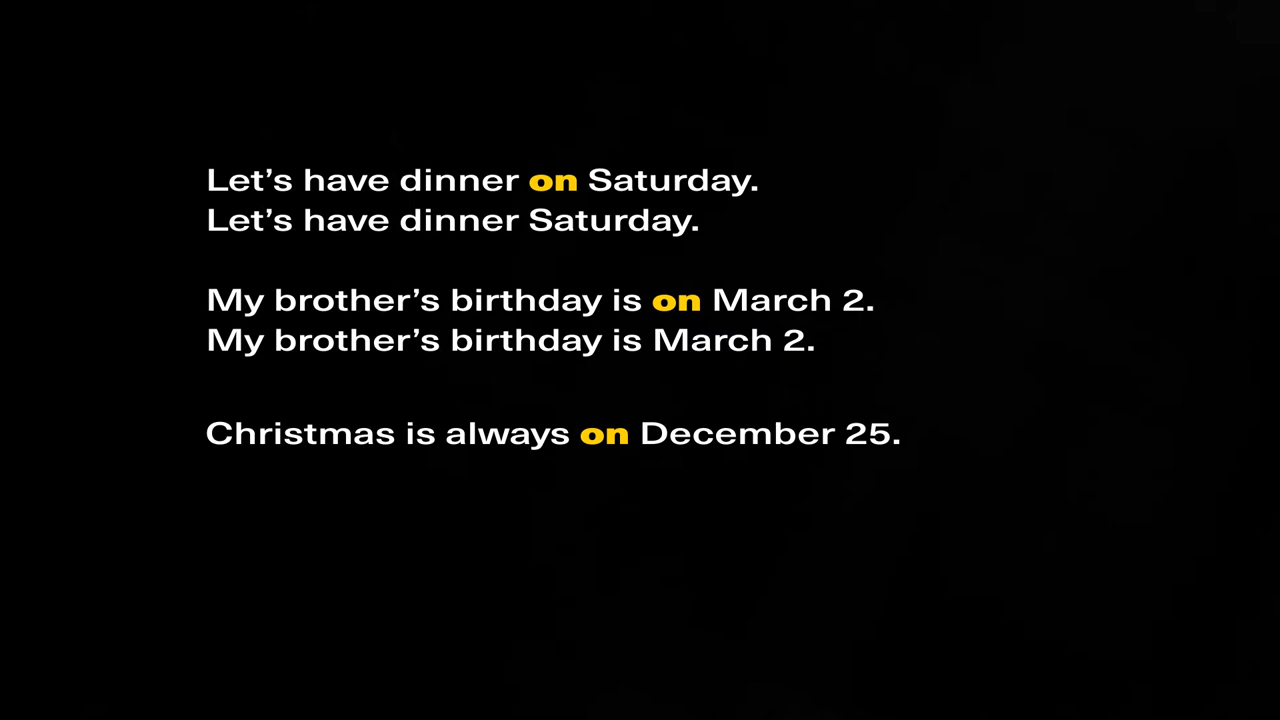 Let’s have dinner on Saturday.
Let’s have dinner Saturday.
My brother’s birthday is on March 2.
My brother’s birthday is March 2.
Christmas is always on December 25.